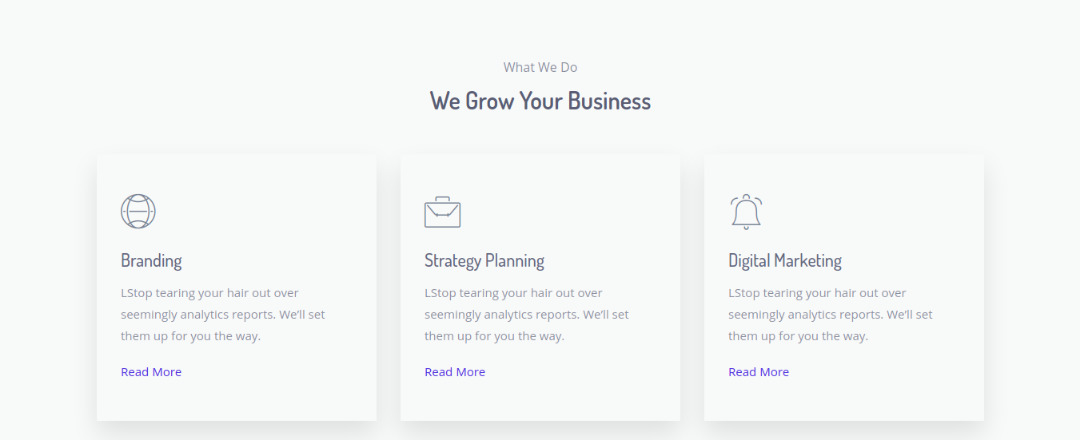 What We Do
We Grow Your Business
Branding
LStop tearing your hair out over
seemingly analytics reports. We'll set
them up for you the way.
Read More
Strategy Planning
LStop tearing your hair out over
seemingly analytics reports. We'll set
them up for you the way.
Read More
Digital Marketing
LStop tearing your hair out over
seemingly analytics reports. We'll set
them up for you the way.
Read More